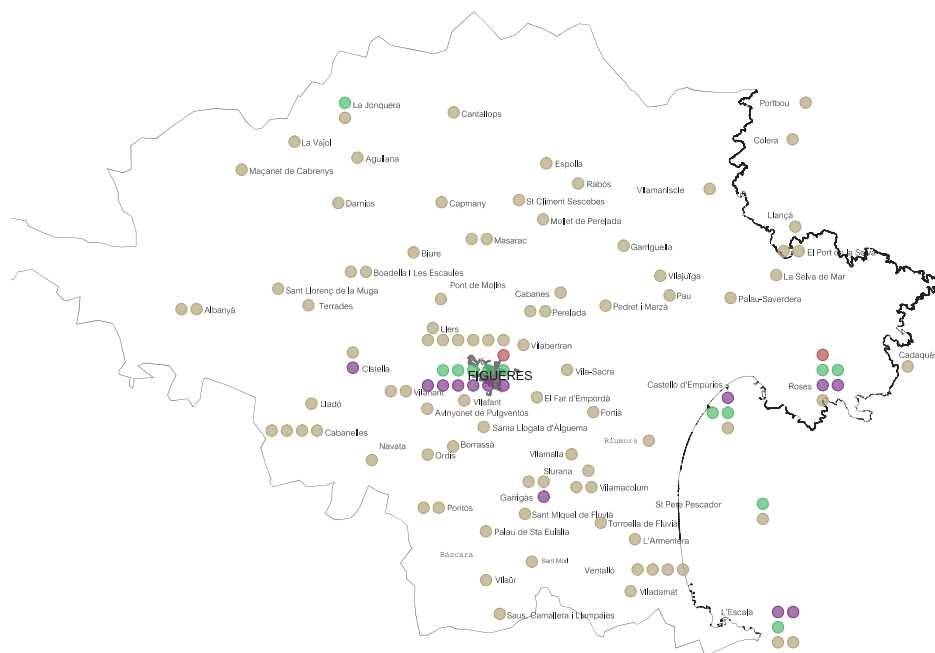 Portbou
La Jonquera
Cantallops
Colera
La Vajol
Agullana
Espolla
Maçanet de Cabrenys
Rabós
Vilamaniscle
Darnius
Capmany
St Climent Sescebes
Mollet de Perelada
Llançà
Masarac
Garriguella
Biure
El Port de la Selva
Boadella i Les Escaules
Vilajuïga
La Selva de Mar
Pont de Molins
Sant Llorenç de la Muga
Cabanes
Pau
Palau-Saverdera
Terrades
Pedret i Marzà
Albanyà
Perelada
Llers
Vilabertran
Cadaqués
Cistella
Vila-Sacra
FIGUERES
Castelló d'Empúries
Roses
Vilanant
El Far d'Empordà
Vilafant
Lladó
Avinyonet de Puigventós
Fortià
Santa Llogaia d'Àlguema
Cabanelles
Riumors
Navata
Borrassà
Ordis
Vilamalla
Siurana
Vilamacolum
Garrigàs
St Pere Pescador
Pontós
Sant Miquel de Fluvià
Torroella de Fluvià
Palau de Sta Eulàlia
L'Armentera
Bàscara
Sant Mori
Ventalló
Vilaür
Viladamat
L'Escala
Saus, Camallera i Llampaies